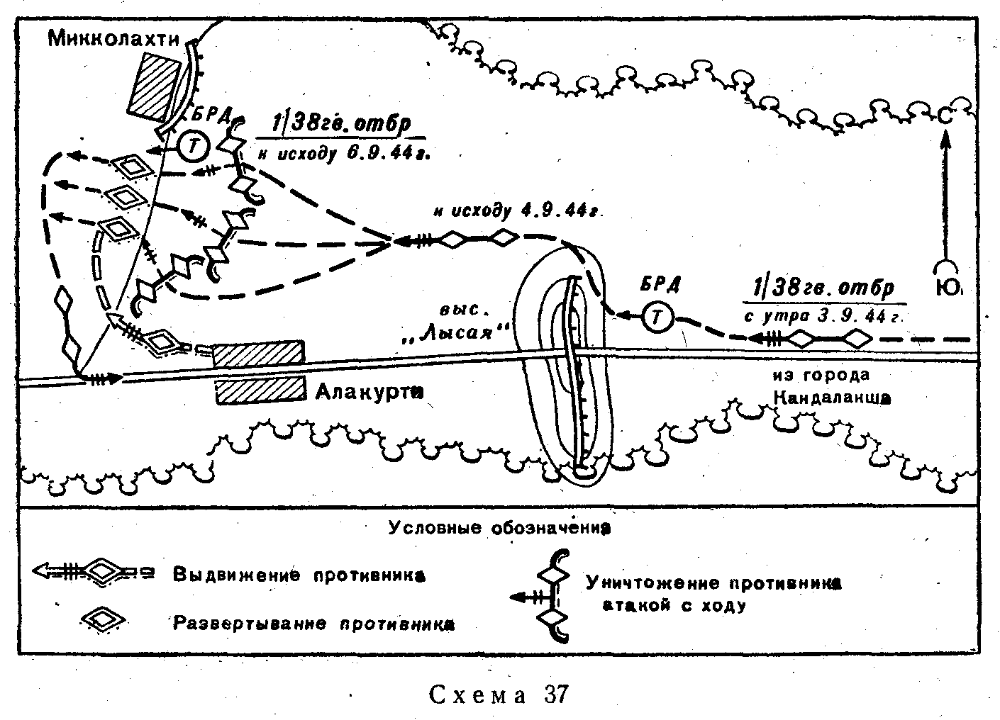 Микколахти
БРД
1/38гв. отбр
к исходу 6.9.44г.
к исходу 4.9.44г.
С
Ю
БРД
1/38гв. отбр
с утра 3.9.44г.
Т
Т
выс.
„Лысая“
из города
Кандалакша
Алакурти
Условные обозначения
Выдвижение противника
Развертывание противника
Уничтожение противника
атакой с ходу
Схема 37